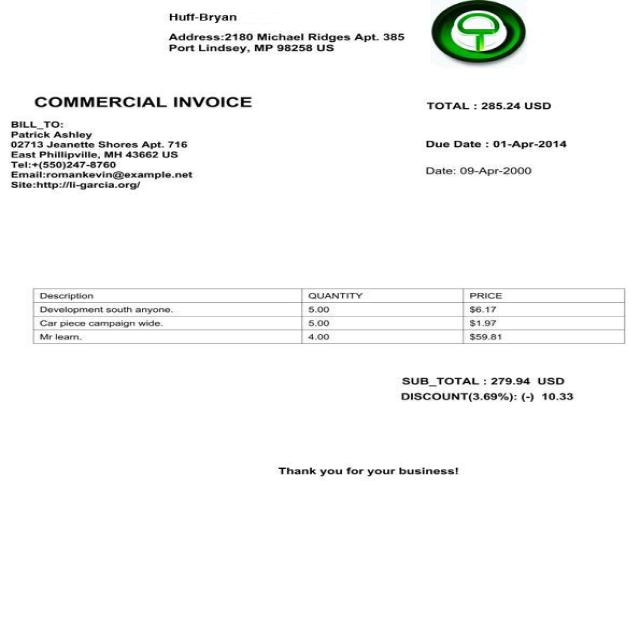 Huff-Bryan
Address:2180 Michael Ridges Apt. 385
Port Lindsey, MP 98258 US
COMMERCIAL INVOICE
TOTAL : 285.24 USD
BILL_TO:
Patrick Ashley
02713 Jeanette Shores Apt. 716
East Phillipville, MH 43662 US
Tel:+(550)247-8760
Email:romankevin@example.net
Site:http://li-garcia.org/
Due Date : 01-Apr-2014
Date: 09-Apr-2000
Description QUANTITY PRICE
Development south anyone. 5.00 $6.17
Car piece campaign wide. 5.00 $1.97
Mr learn. 4.00 $59.81
SUB_TOTAL : 279.94 USD
DISCOUNT(3.69%): (-) 10.33
Thank you for your business!